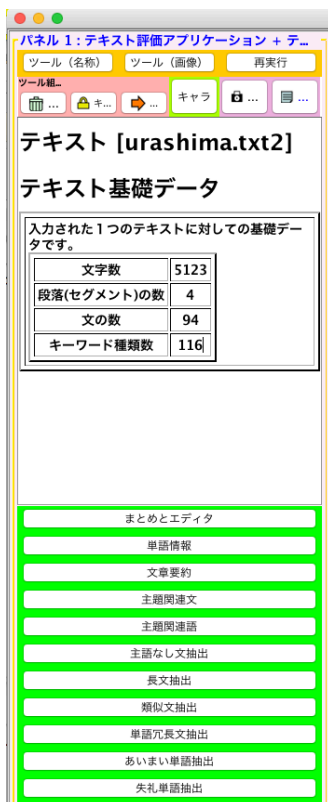 パネル 1：テキスト評価アプリケーション + テ...
ツール（名称） ツール（画像） 再実行
ツール組...
... キ... ... キャラ ... ...
テキスト [urashima.txt2]
テキスト基礎データ
入力された１つのテキストに対しての基礎デー
タです。
文字数 5123
段落(セグメント)の数 4
文の数 94
キーワード種類数 116
まとめとエディタ
単語情報
文章要約
主題関連文
主題関連語
主語なし文抽出
長文抽出
類似文抽出
単語冗長文抽出
あいまい単語抽出
失礼単語抽出